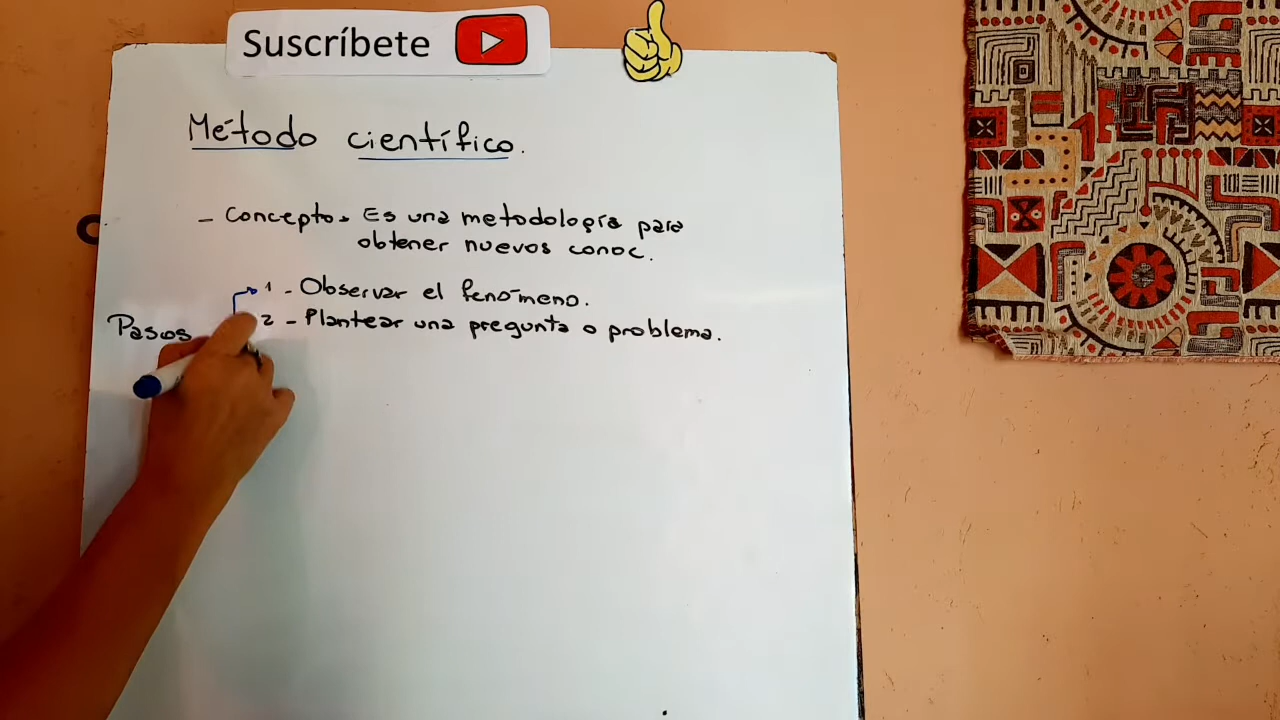 Suscríbete
Método científico.
- Concepto. Es una metodología para
obtener nuevos conoc.
1 - Observar el fenómeno.
Pasos 2 - Plantear una pregunta o problema.